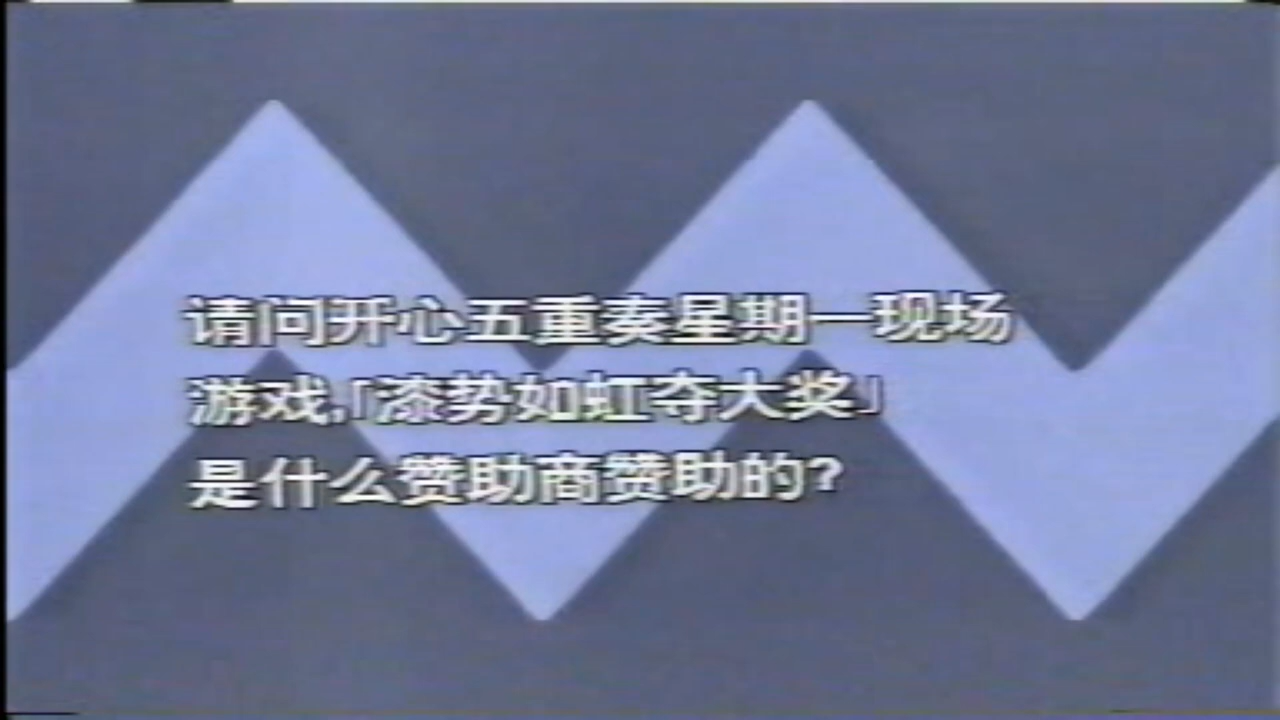 请问开心五重奏星期一现场
游戏,「漆势如虹夺大奖」
是什么赞助商赞助的?